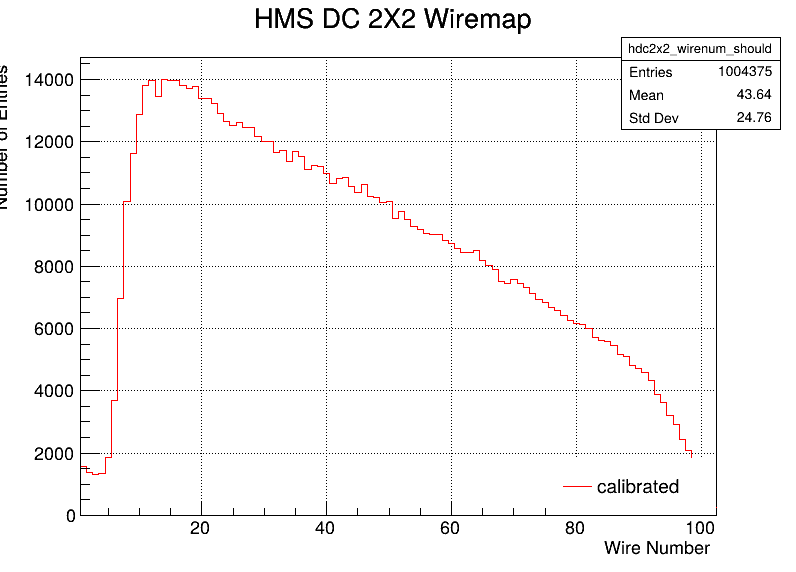 HMS DC 2X2 Wiremap
hdc2x2_wirenum_should
Entries 1004375
Mean 43.64
Std Dev 24.76
Number of Entries
14000
12000
10000
8000
6000
4000
2000
0
20 40 60 80 100
calibrated
Wire Number